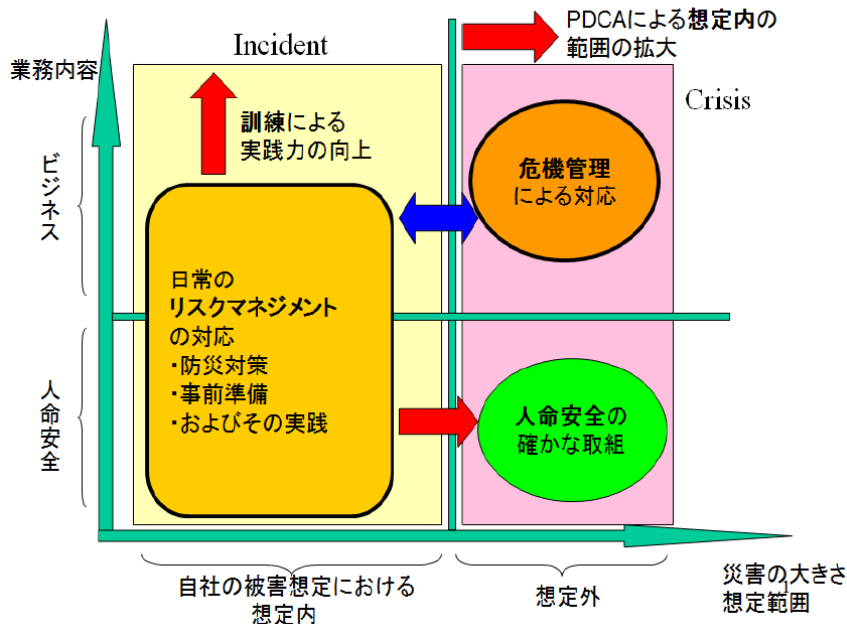 PDCAによる想定内の
範囲の拡大
Incident
業務内容
Crisis
訓練による
実践力の向上
ビジネス
危機管理
による対応
日常の
リスクマネジメント
の対応
・防災対策
・事前準備
・およびその実践
人命安全
人命安全の
確かな取組
自社の被害想定における
想定内
想定外
災害の大きさ
想定範囲
1